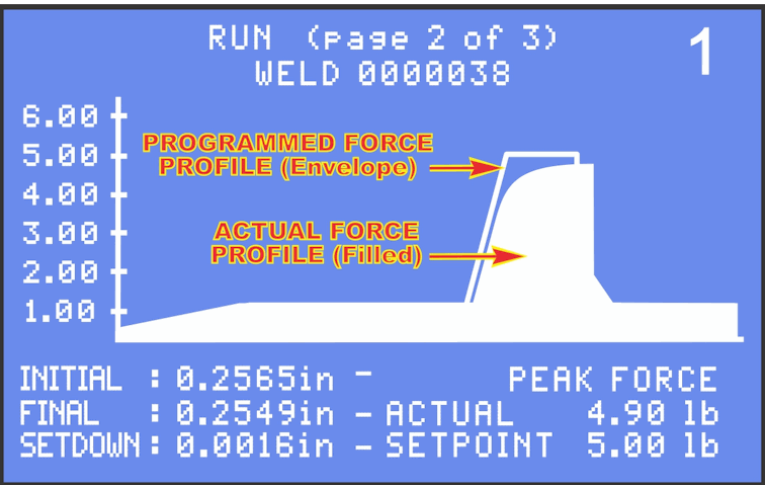 RUN (page 2 of 3)
1
WELD 0000038
6.00
5.00
4.00
3.00
2.00
1.00
PROGRAMMED FORCE
PROFILE (Envelope)
ACTUAL FORCE
PROFILE (Filled)
INITIAL : 0.2565in – PEAK FORCE
FINAL : 0.2549in – ACTUAL 4.90 lb
SETDOWN: 0.0016in – SETPOINT 5.00 lb